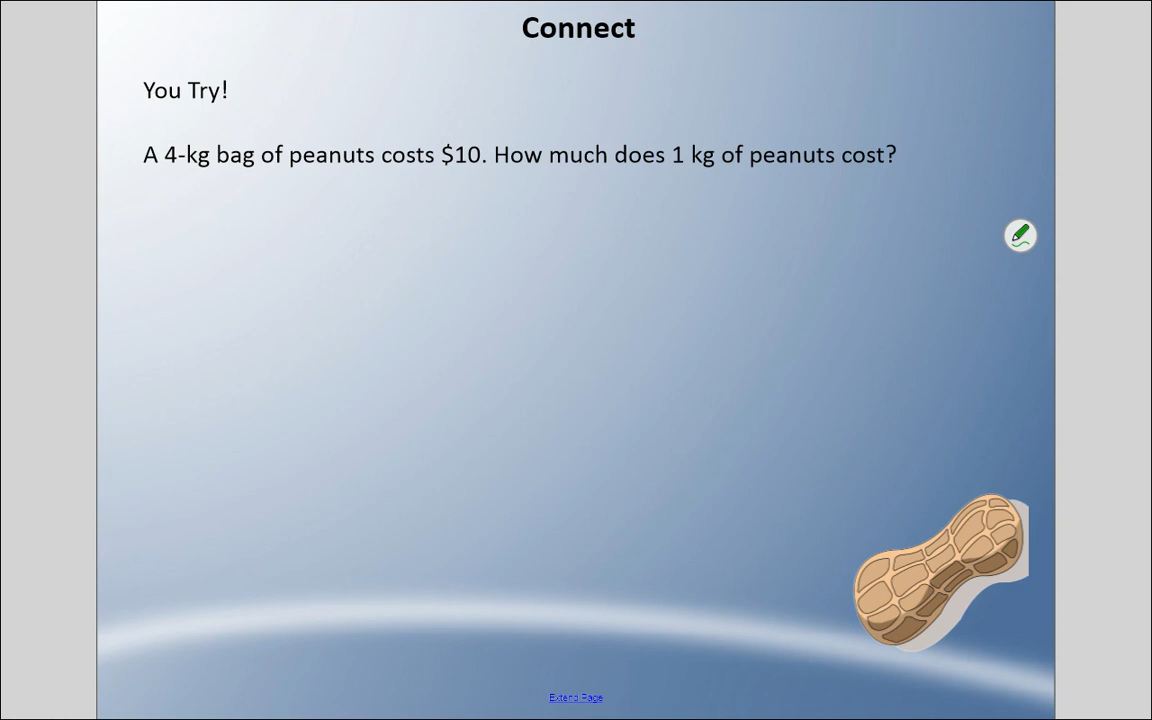 Connect
You Try!
A 4-kg bag of peanuts costs $10. How much does 1 kg of peanuts cost?
Extend Page